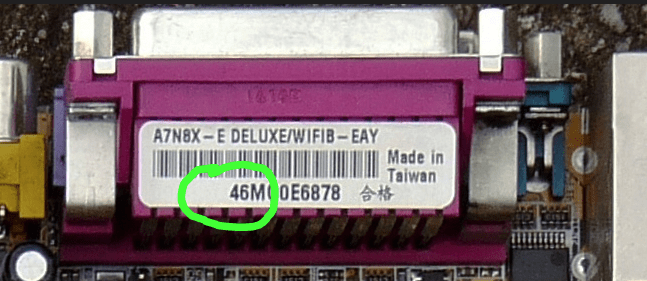 A7N8X-E DELUXE/WIFIB-EAY
Made in
Taiwan
合格